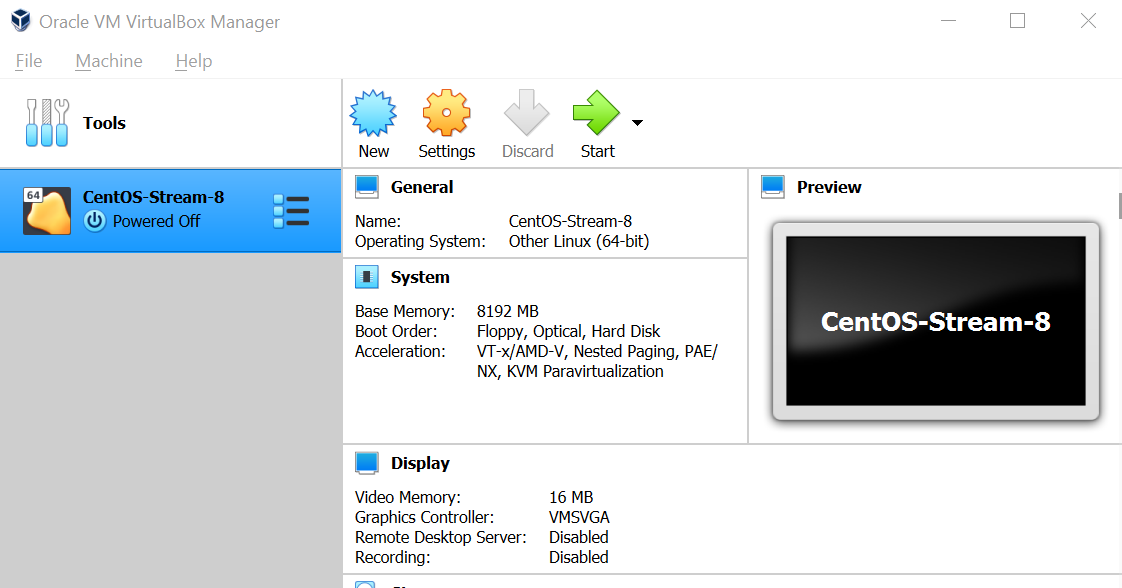 Oracle VM VirtualBox Manager
File Machine Help
Tools
New Settings Discard Start
64
CentOS-Stream-8
Powered Off
General
Name: CentOS-Stream-8
Operating System: Other Linux (64-bit)
System
Base Memory: 8192 MB
Boot Order: Floppy, Optical, Hard Disk
Acceleration: VT-x/AMD-V, Nested Paging, PAE/
NX, KVM Paravirtualization
Preview
CentOS-Stream-8
Display
Video Memory: 16 MB
Graphics Controller: VMSVGA
Remote Desktop Server: Disabled
Recording: Disabled